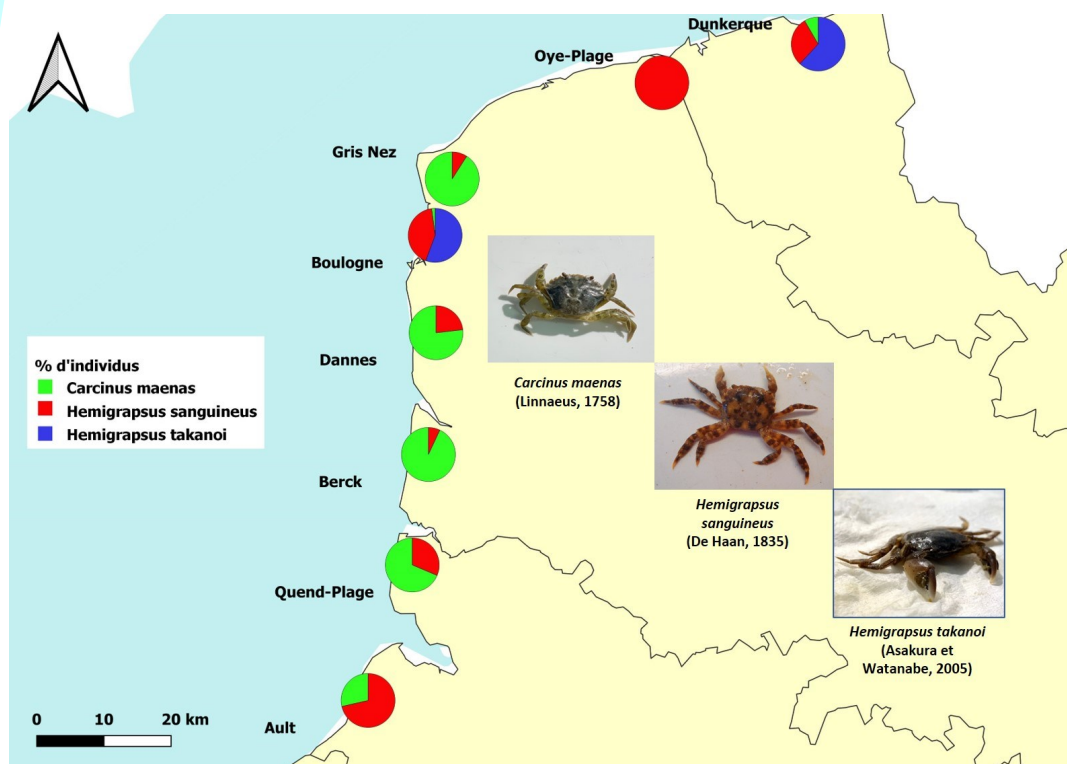 Dunkerque
Oye-Plage
Gris Nez
Boulogne
Dannes
Berck
Quend-Plage
Ault
% d'individus
Carcinus maenas
Hemigrapsus sanguineus
Hemigrapsus takanoi
Carcinus maenas
(Linnaeus, 1758)
Hemigrapsus
sanguineus
(De Haan, 1835)
Hemigrapsus takanoi
(Asakura et
Watanabe, 2005)
0 10 20 km